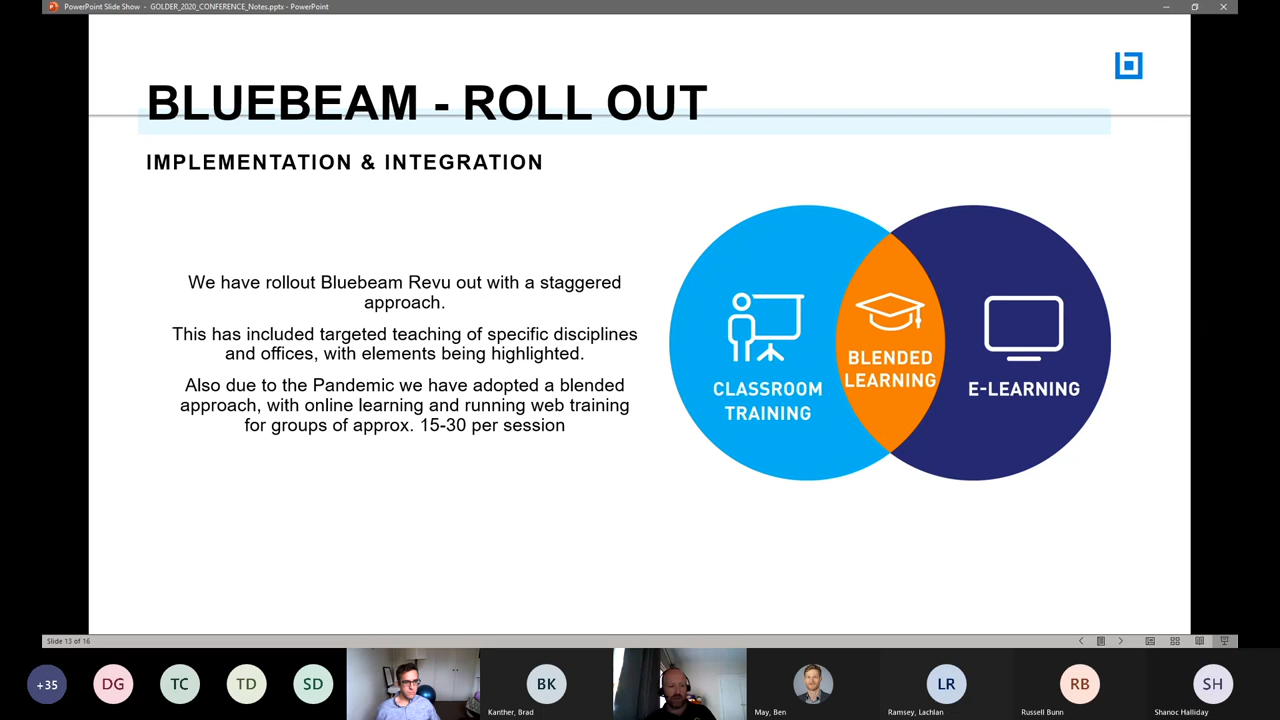 PowerPoint Slide Show - GOLDER_2020_CONFERENCE_Notes.pptx - PowerPoint
BLUEBEAM - ROLL OUT
IMPLEMENTATION & INTEGRATION
We have rollout Bluebeam Revu out with a staggered
approach.
This has included targeted teaching of specific disciplines
and offices, with elements being highlighted.
Also due to the Pandemic we have adopted a blended
approach, with online learning and running web training
for groups of approx. 15-30 per session
CLASSROOM
TRAINING
BLENDED
LEARNING
E-LEARNING
Slide 13 of 16
+35
DG
TC
TD
SD
BK
Kanther, Brad
May, Ben
LR
Ramsey, Lachlan
RB
Russell Bunn
SH
Shanoc Halliday